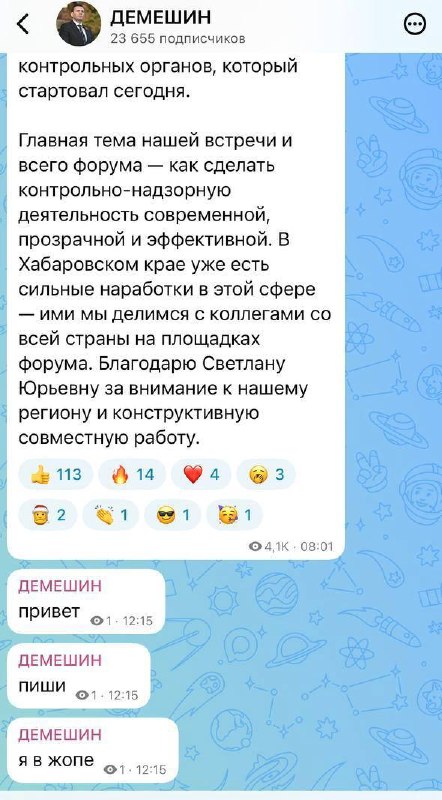 ДЕМЕШИН
23 655 подписчиков
контрольных органов, который
стартовал сегодня.
Главная тема нашей встречи и
всего форума — как сделать
контрольно-надзорную
деятельность современной,
прозрачной и эффективной. В
Хабаровском крае уже есть
сильные наработки в этой сфере
— ими мы делимся с коллегами со
всей страны на площадках
форума. Благодарю Светлану
Юрьевну за внимание к нашему
региону и конструктивную
совместную работу.
113 14 4 3
2 1 1 1
4,1K · 08:01
ДЕМЕШИН
привет 1 · 12:15
ДЕМЕШИН
пиши 1 · 12:15
ДЕМЕШИН
я в жопе 1 · 12:15